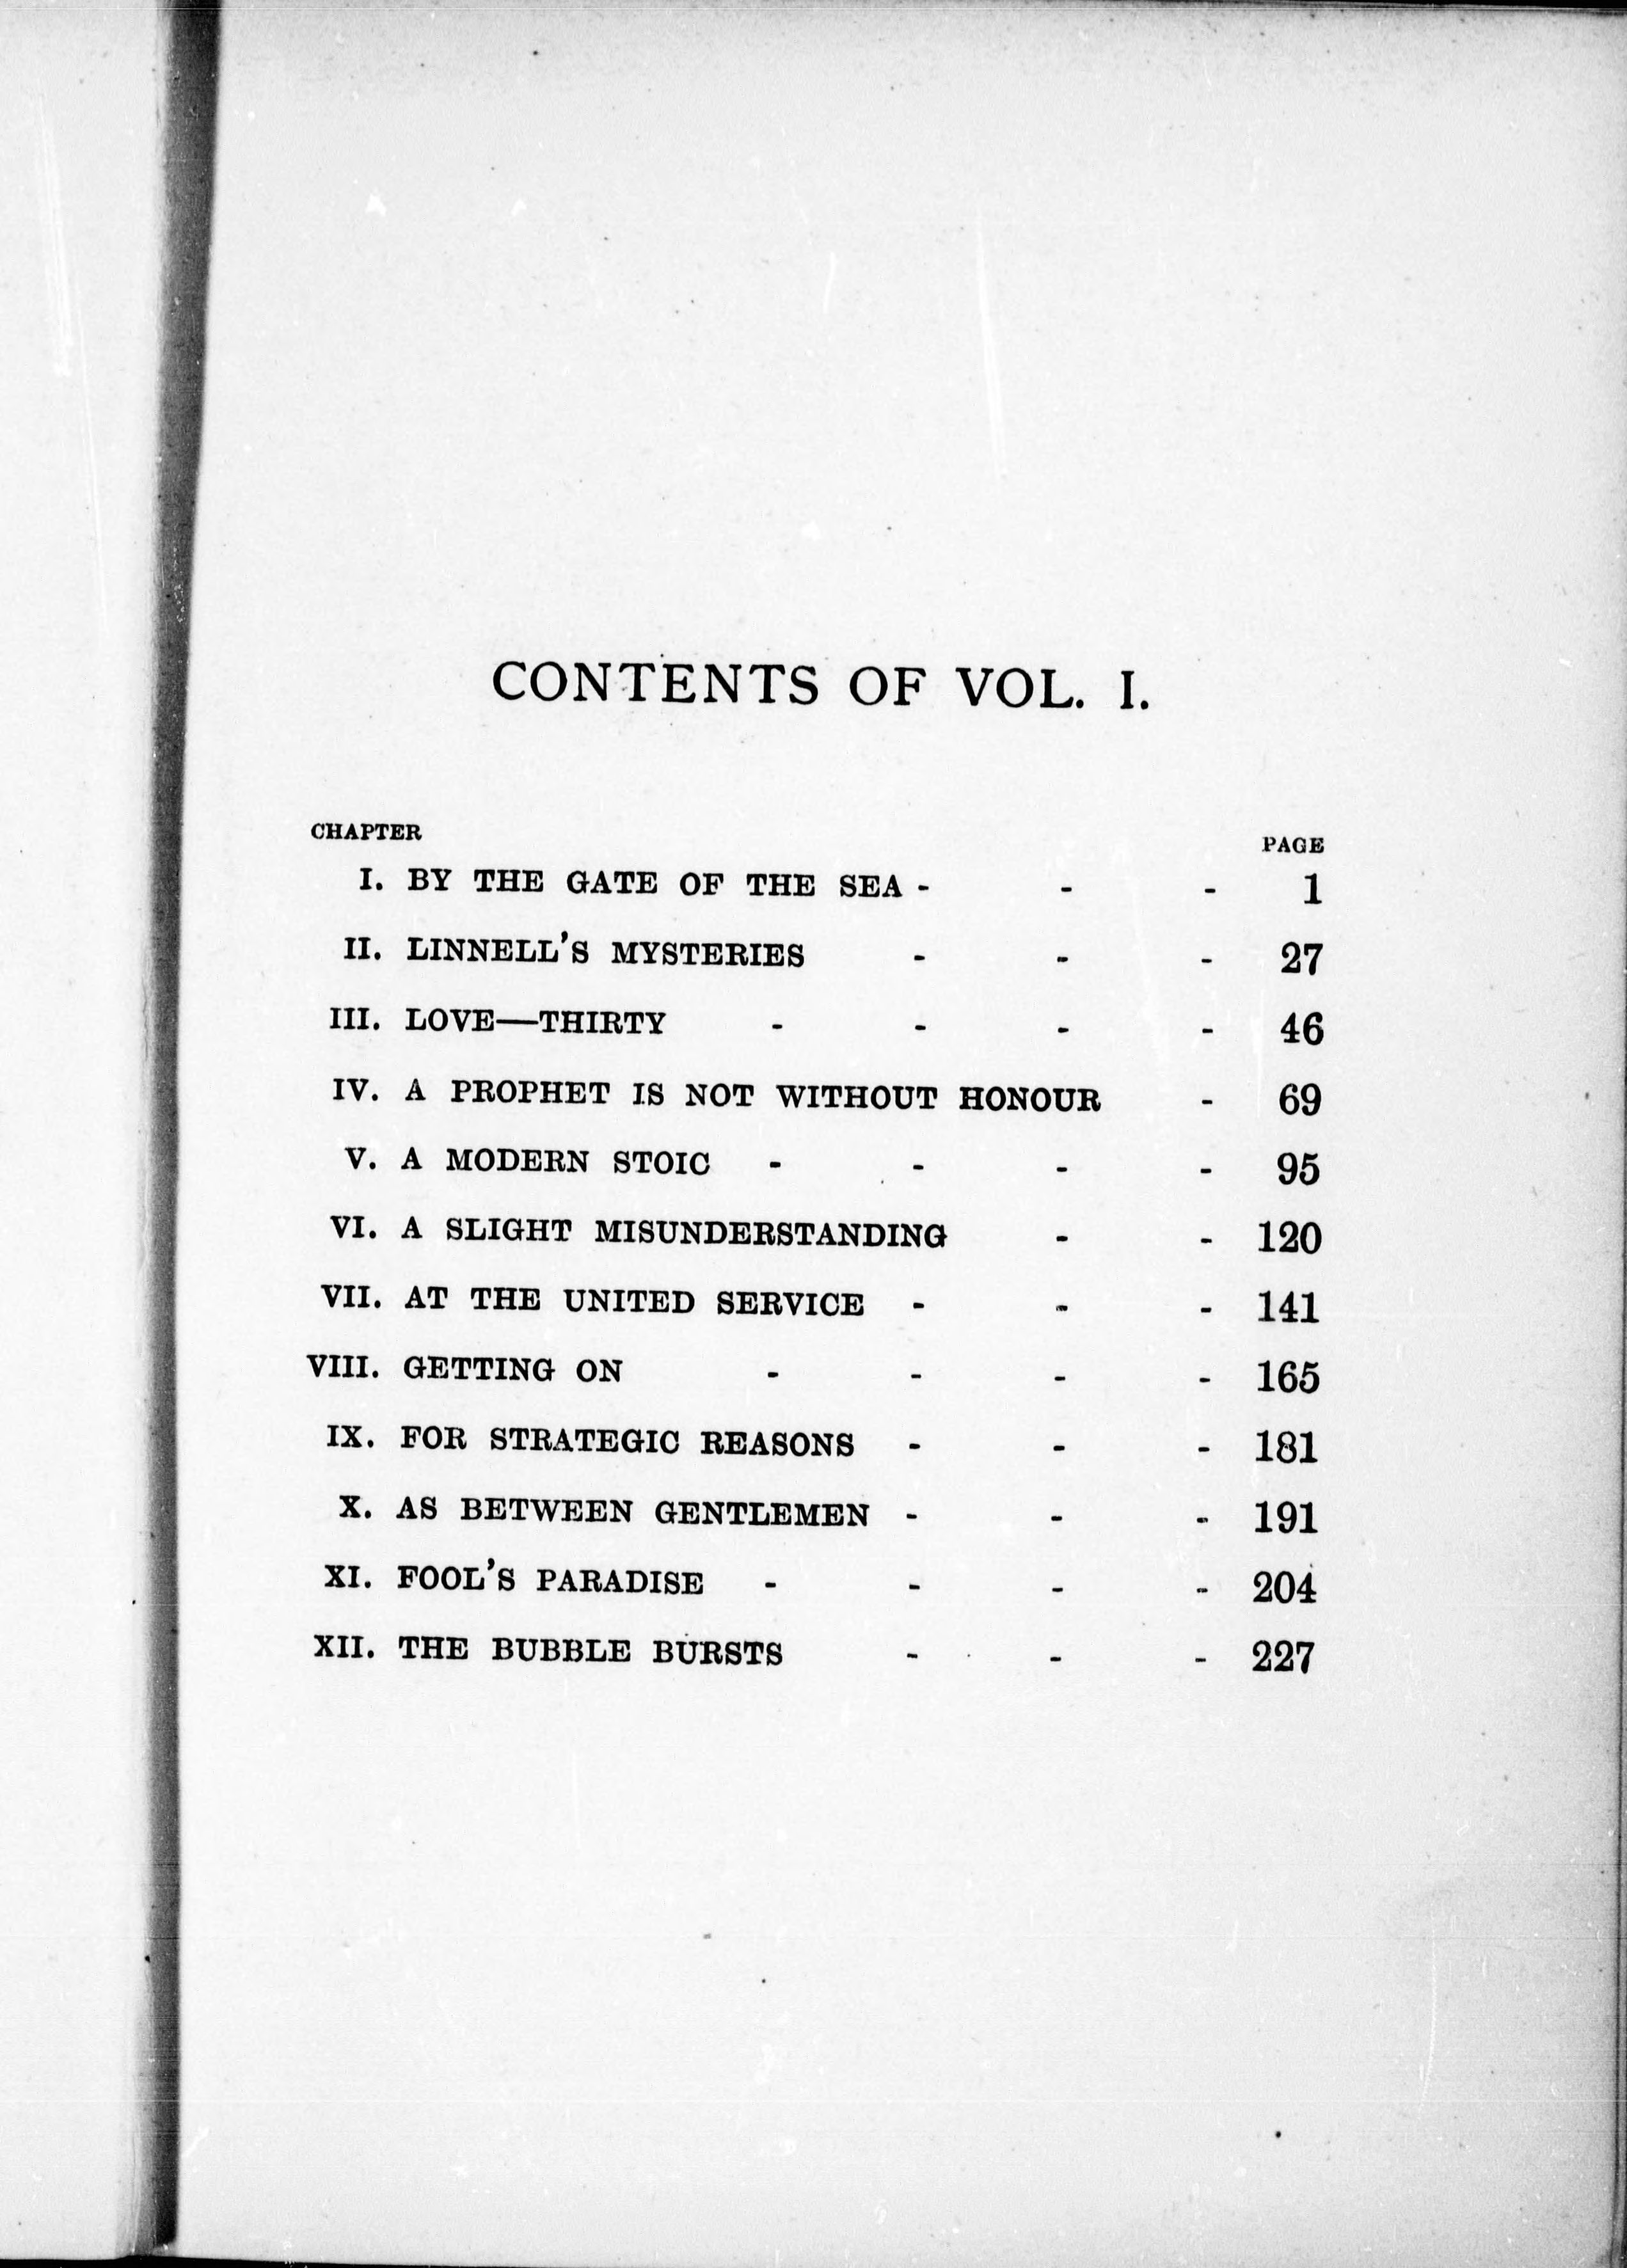 CONTENTS OF VOL. I.
CHAPTER PAGE
I. BY THE GATE OF THE SEA - - - 1
II. LINNELL'S MYSTERIES - - - 27
III. LOVE—THIRTY - - - - 46
IV. A PROPHET IS NOT WITHOUT HONOUR - 69
V. A MODERN STOIC - - - - 95
VI. A SLIGHT MISUNDERSTANDING - - 120
VII. AT THE UNITED SERVICE - - - 141
VIII. GETTING ON - - - - 165
IX. FOR STRATEGIC REASONS - - - 181
X. AS BETWEEN GENTLEMEN - - - 191
XI. FOOL'S PARADISE - - - - 204
XII. THE BUBBLE BURSTS - - - 227